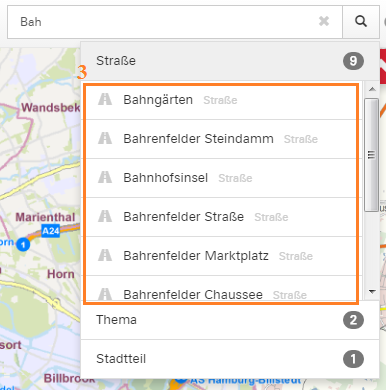 Bah
Straße 9
3
Bahngärten Straße
Wandsbek
Bahrenfelder Steindamm Straße
Bahnhofsinsel Straße
Marienthal
Bahrenfelder Straße Straße
A24
1
Bahrenfelder Marktplatz Straße
Horn
Bahrenfelder Chaussee Straße
Thema 2
Stadtteil 1
Billbrook
AS Hamburg-Billstedt